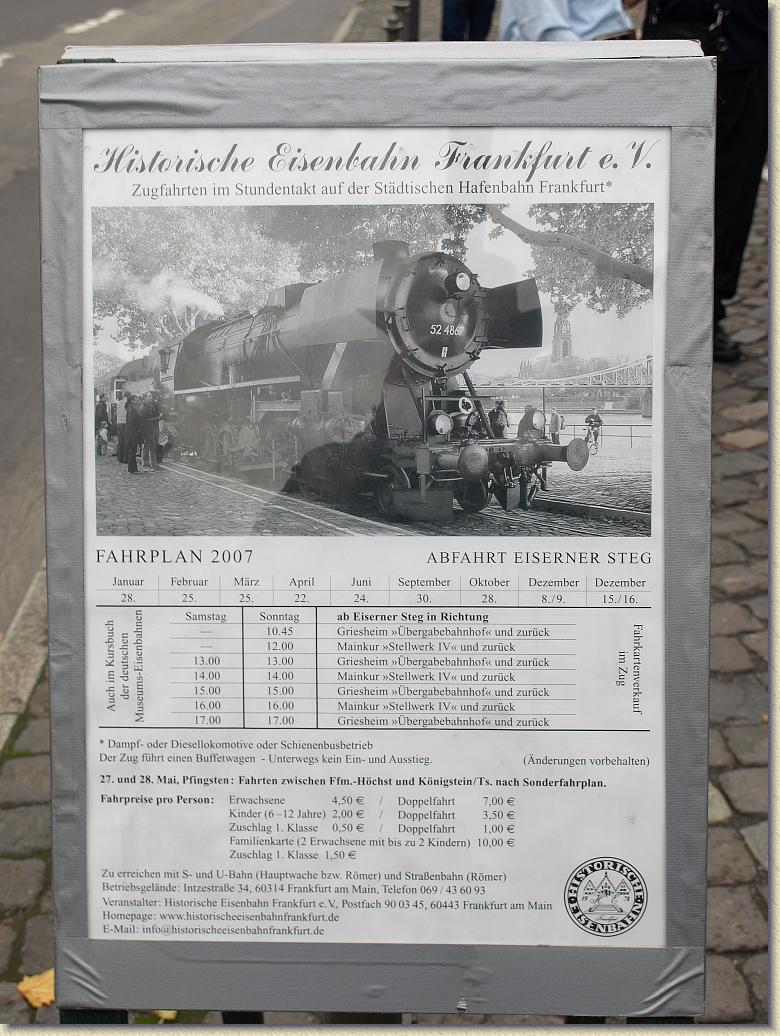 Historische Eisenbahn Frankfurt e.V.
Zugfahrten im Stundentakt auf der Städtischen Hafenbahn Frankfurt*
52 4867
FAHRPLAN 2007 ABFAHRT EISERNER STEG
Januar Februar März April Juni September Oktober Dezember Dezember
28. 25. 25. 22. 24. 30. 28. 8./9. 15./16.
Auch im Kursbuch
der deutschen
Museums-Eisenbahnen
Samstag Sonntag ab Eiserner Steg in Richtung
— 10.45 Griesheim »Übergabebahnhof« und zurück
— 12.00 Mainkur »Stellwerk IV« und zurück
13.00 13.00 Griesheim »Übergabebahnhof« und zurück
14.00 14.00 Mainkur »Stellwerk IV« und zurück
15.00 15.00 Griesheim »Übergabebahnhof« und zurück
16.00 16.00 Mainkur »Stellwerk IV« und zurück
17.00 17.00 Griesheim »Übergabebahnhof« und zurück
Fahrkartenverkauf
im Zug
* Dampf- oder Diesellokomotive oder Schienenbusbetrieb
Der Zug führt einen Buffetwagen - Unterwegs kein Ein- und Ausstieg. (Änderungen vorbehalten)
27. und 28. Mai, Pfingsten: Fahrten zwischen Ffm.-Höchst und Königstein/Ts. nach Sonderfahrplan.
Fahrpreise pro Person: Erwachsene 4,50 € / Doppelfahrt 7,00 €
Kinder (6–12 Jahre) 2,00 € / Doppelfahrt 3,50 €
Zuschlag 1. Klasse 0,50 € / Doppelfahrt 1,00 €
Familienkarte (2 Erwachsene mit bis zu 2 Kindern) 10,00 €
Zuschlag 1. Klasse 1,50 €
Zu erreichen mit S- und U-Bahn (Hauptwache bzw. Römer) und Straßenbahn (Römer)
Betriebsgelände: Intzestraße 34, 60314 Frankfurt am Main, Telefon 069 / 43 60 93
Veranstalter: Historische Eisenbahn Frankfurt e.V., Postfach 90 03 45, 60443 Frankfurt am Main
Homepage: www.historischeeisenbahnfrankfurt.de
E-Mail: info@historischeeisenbahnfrankfurt.de
HISTORISCHE
EISENBAHN